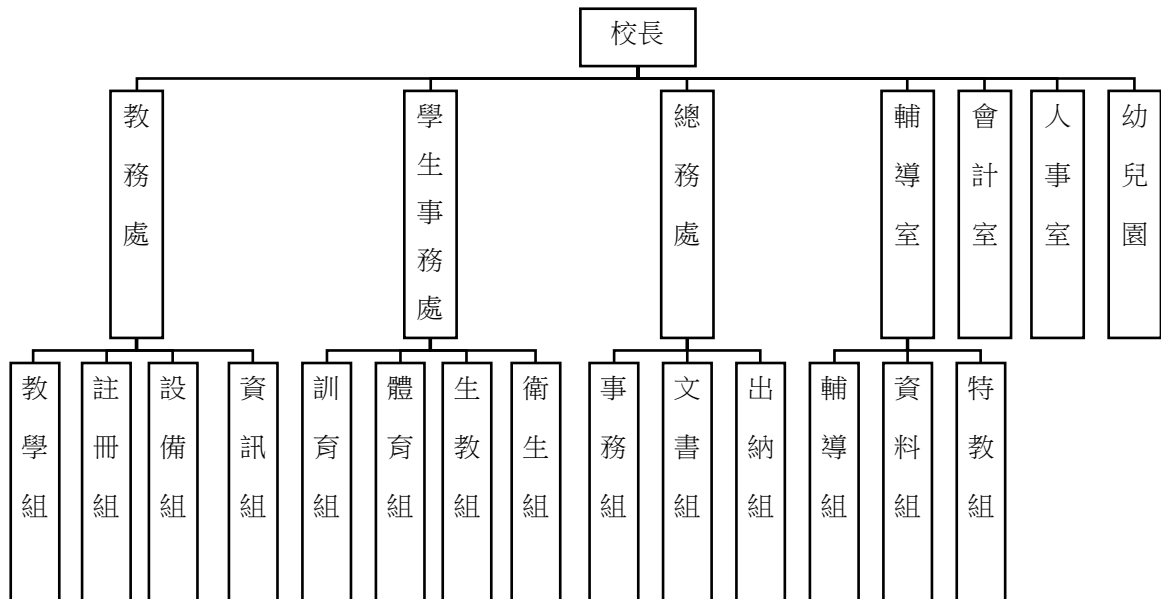 校長
教務處
學生事務處
總務處
輔導室
會計室
人事室
幼兒園
教學組
註冊組
設備組
資訊組
訓育組
體育組
生教組
衛生組
事務組
文書組
出納組
輔導組
資料組
特教組